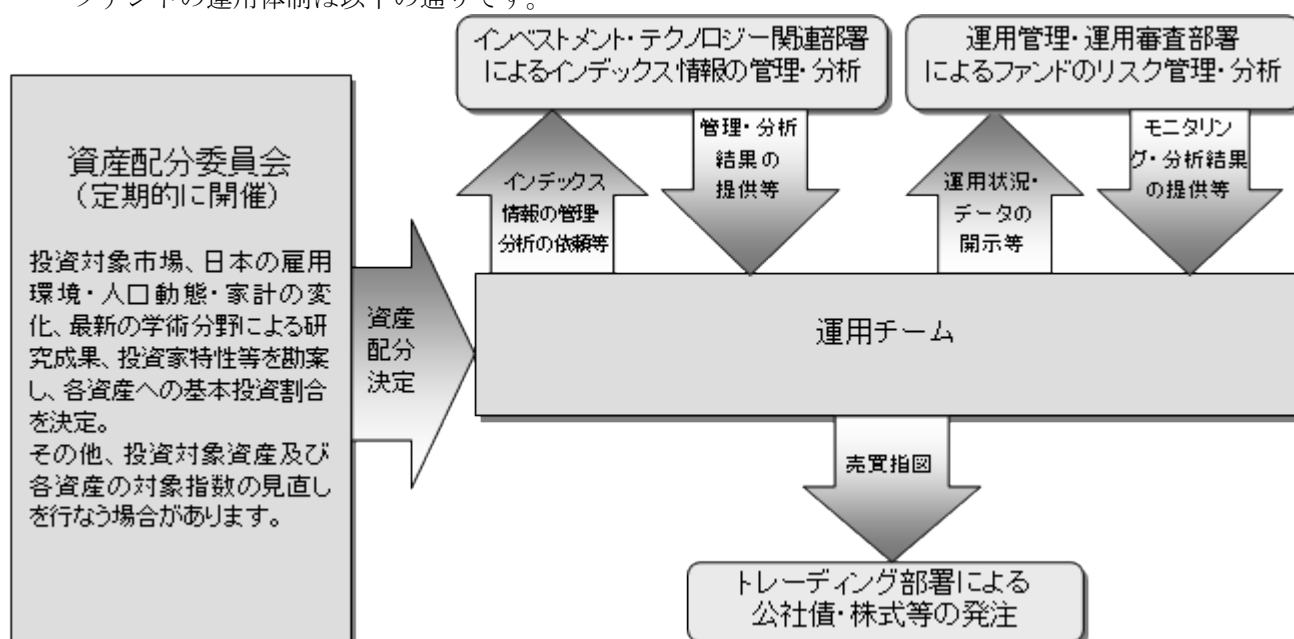 ファンドの運用体制は以下の通りです。
インベストメント・テクノロジー関連部署
によるインデックス情報の管理・分析
運用管理・運用審査部署
によるファンドのリスク管理・分析
資産配分委員会
（定期的に開催）
投資対象市場、日本の雇用
環境・人口動態・家計の変
化、最新の学術分野による研
究成果、投資家特性等を勘案
し、各資産への基本投資割合
を決定。
その他、投資対象資産及び
各資産の対象指数の見直し
を行なう場合があります。
資産
配分
決定
インデックス
情報の管理・
分析の依頼等
管理・分析
結果の
提供等
運用状況・
データの
開示等
モニタリン
グ・分析結果
の提供等
運用チーム
売買指図
トレーディング部署による
公社債・株式等の発注